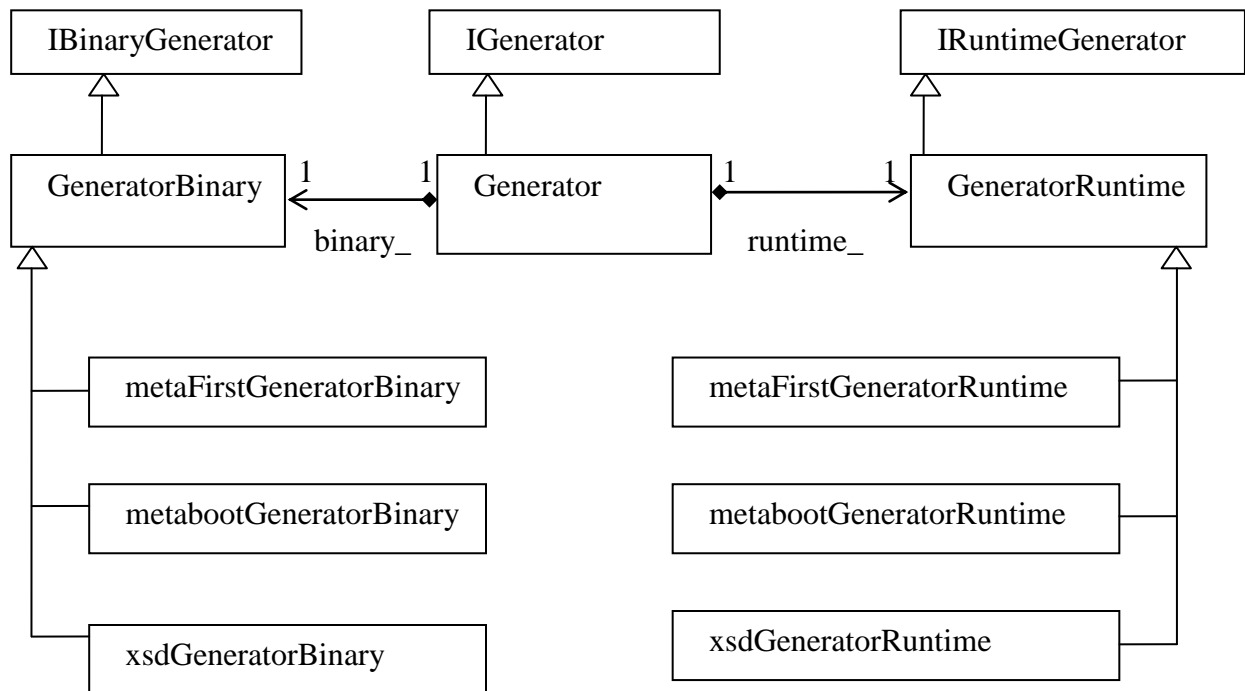 IBinaryGenerator
IGenerator
IRuntimeGenerator
GeneratorBinary
1
1
Generator
1
1
GeneratorRuntime
binary_
runtime_
metaFirstGeneratorBinary
metaFirstGeneratorRuntime
metabootGeneratorBinary
metabootGeneratorRuntime
xsdGeneratorBinary
xsdGeneratorRuntime